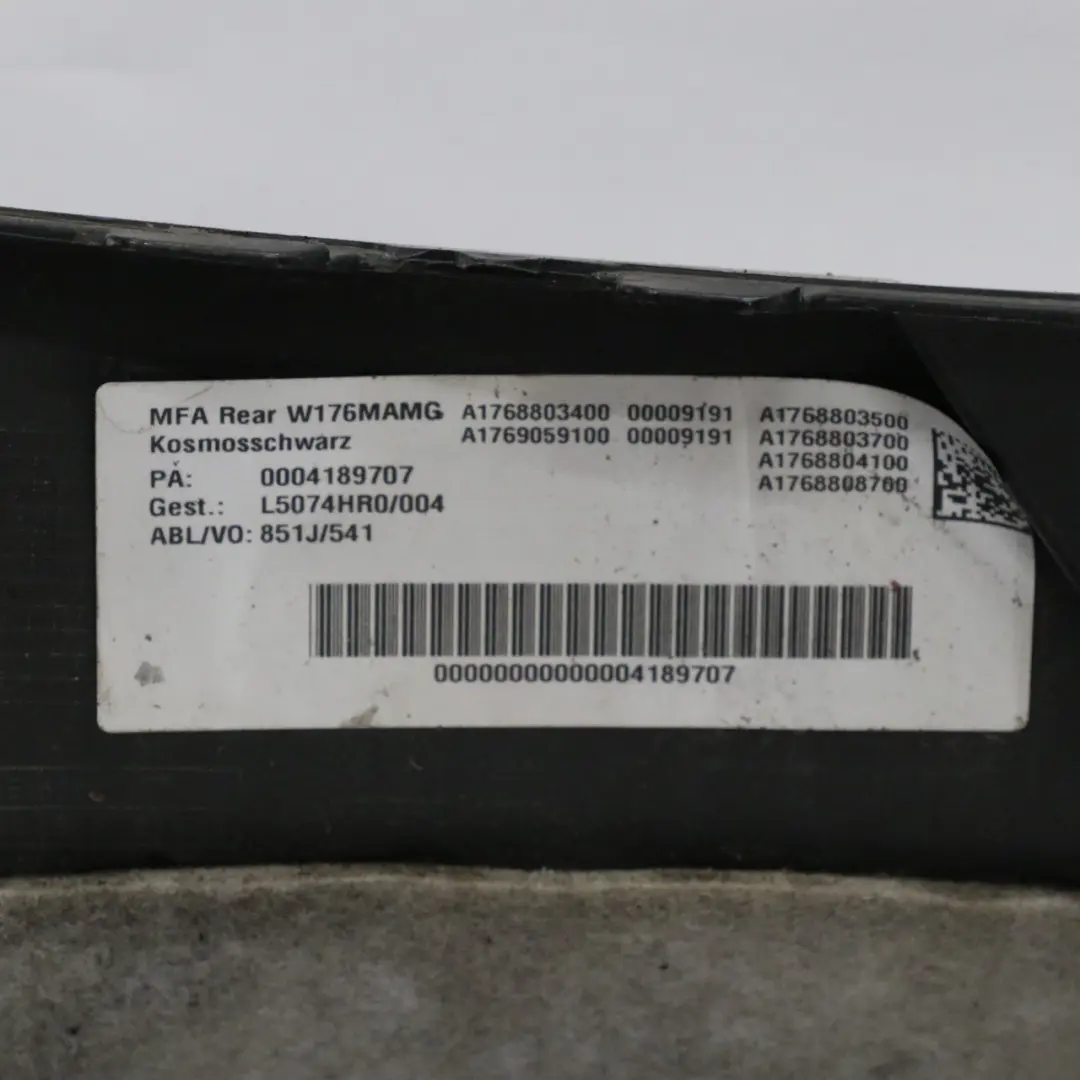 MFA Rear W176MAMG A1768803400 00009191 A1768803500
Kosmosschwarz A1769059100 00009191 A1768803700
A1768804100
PA: 0004189707 A1768808700
Gest.: L5074HR0/004
ABL/VO: 851J/541
00000000000004189707